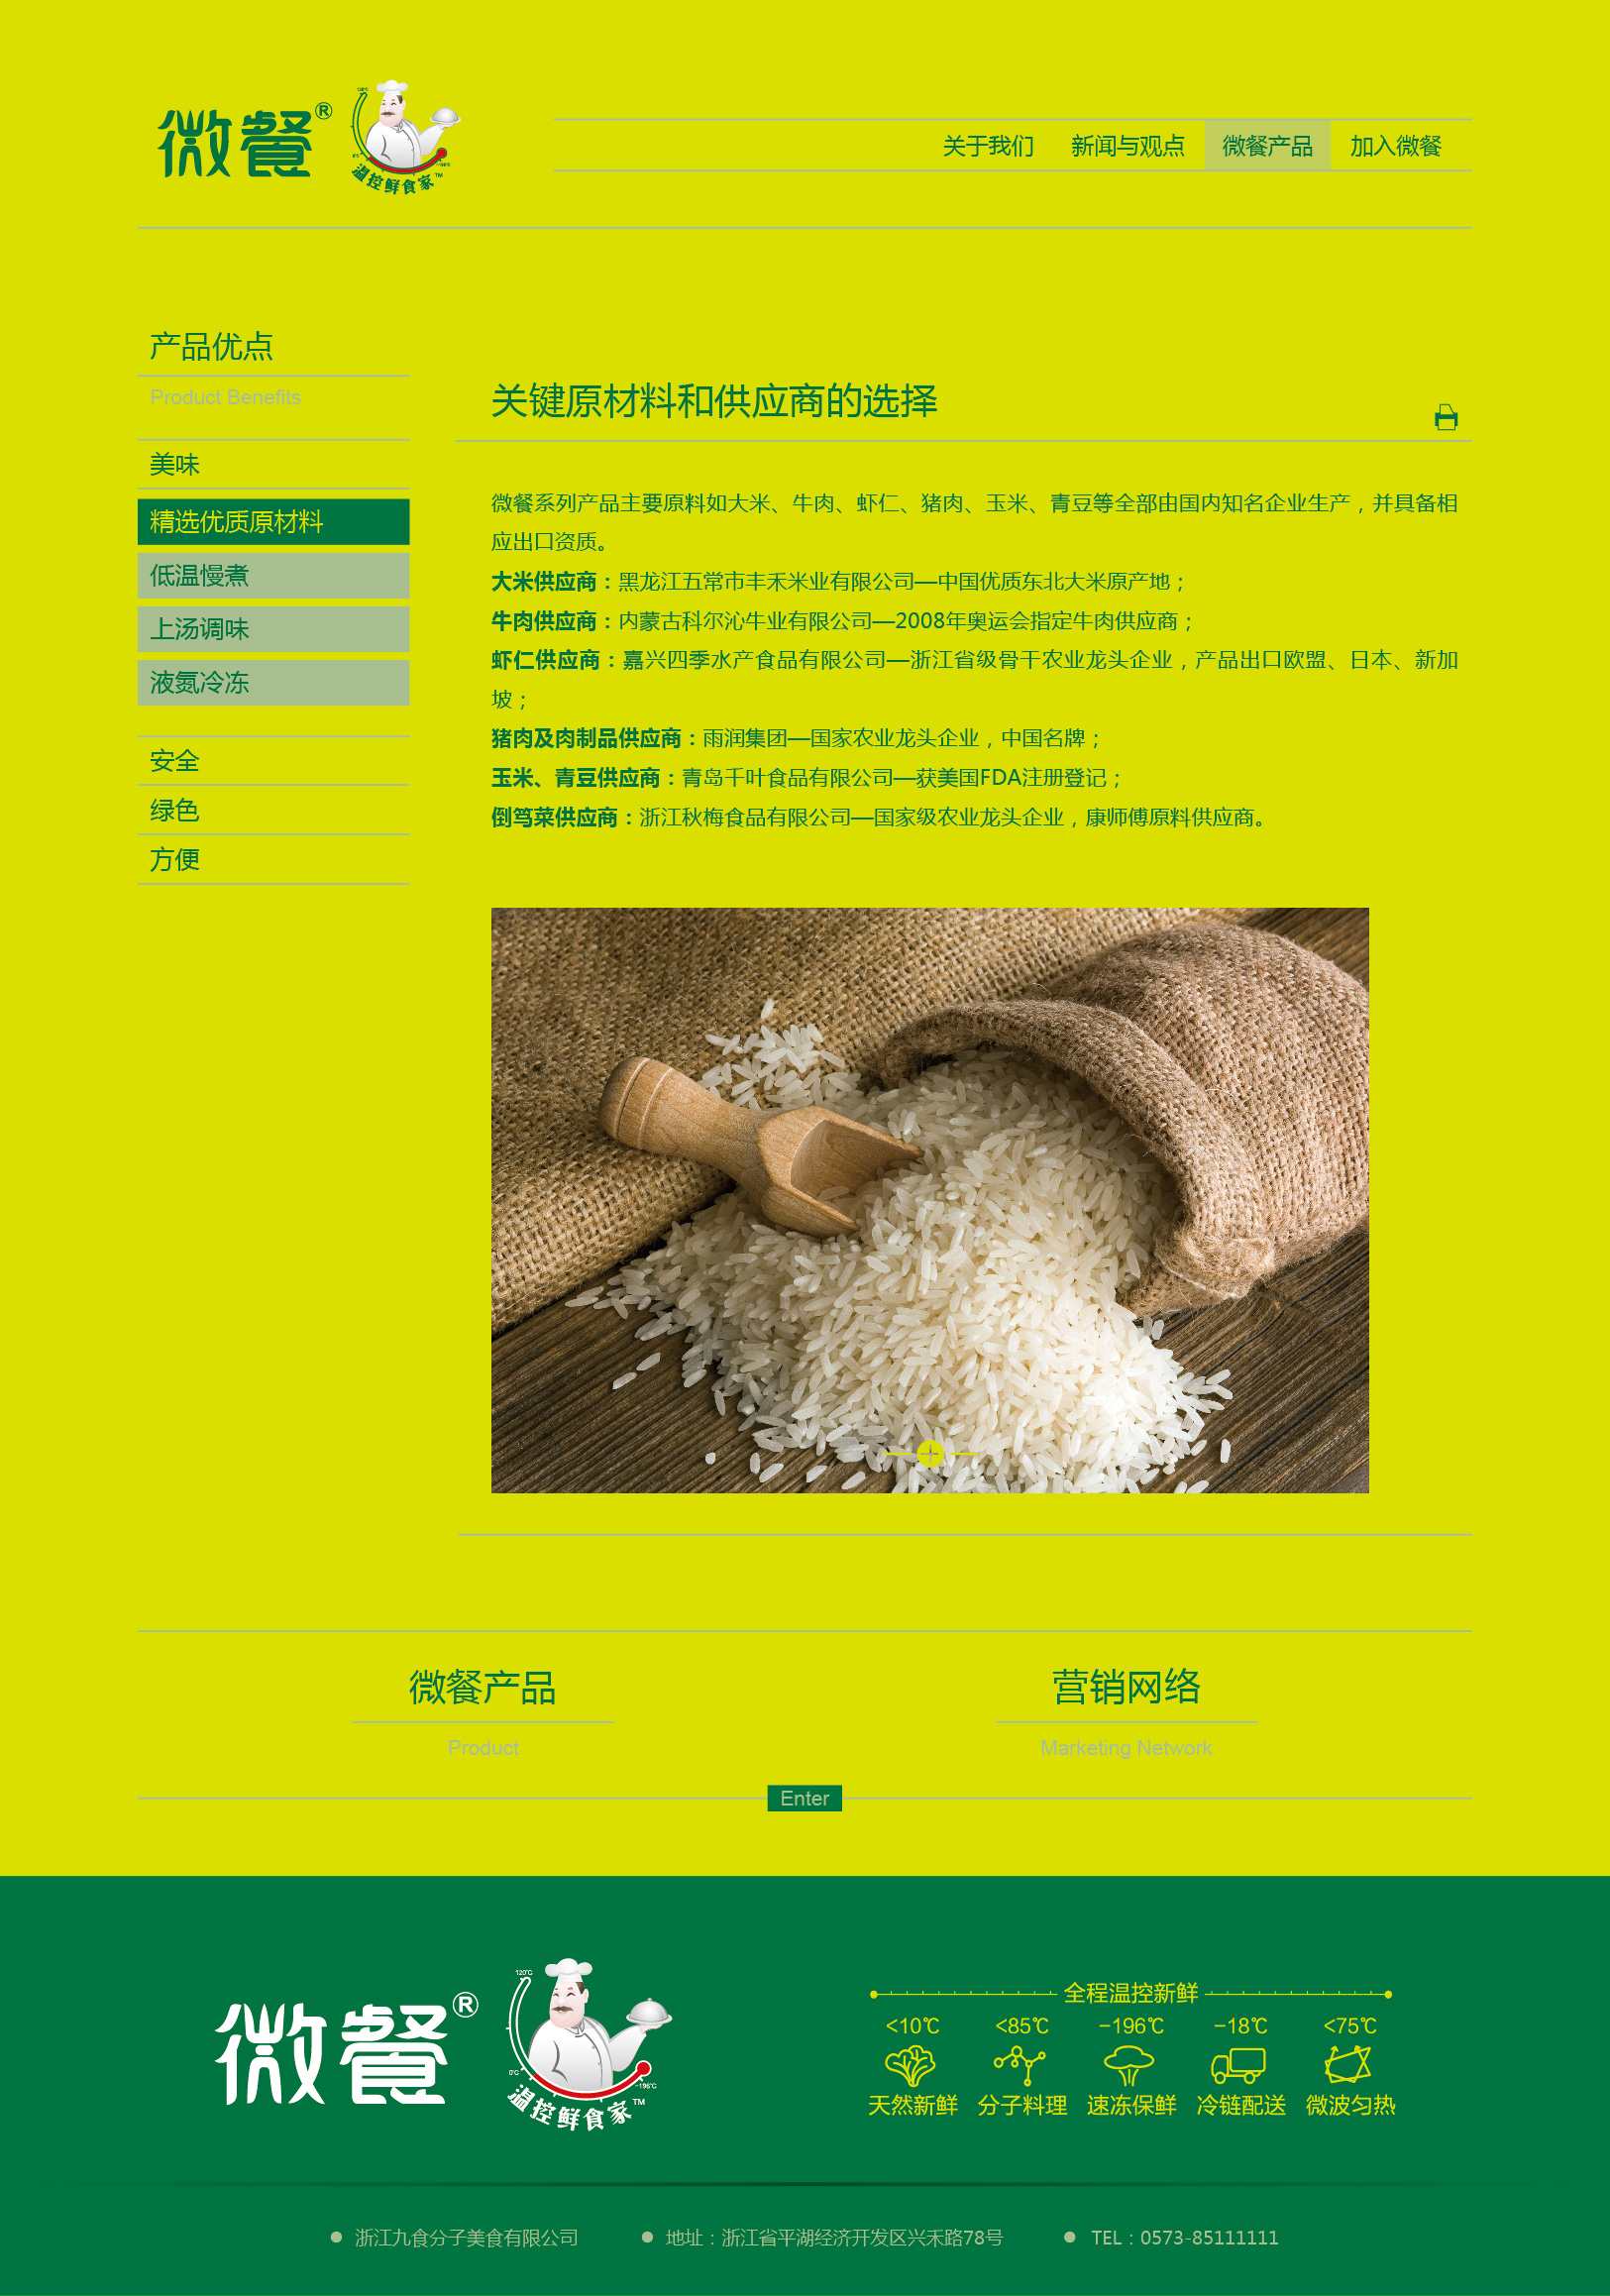 微餐®
120℃
0℃
-196℃
温控鲜食家™
关于我们 新闻与观点 微餐产品 加入微餐
产品优点
Product Benefits
美味
精选优质原材料
低温慢煮
上汤调味
液氮冷冻
安全
绿色
方便
关键原材料和供应商的选择
微餐系列产品主要原料如大米、牛肉、虾仁、猪肉、玉米、青豆等全部由国内知名企业生产，并具备相
应出口资质。
大米供应商：黑龙江五常市丰禾米业有限公司—中国优质东北大米原产地；
牛肉供应商：内蒙古科尔沁牛业有限公司—2008年奥运会指定牛肉供应商；
虾仁供应商：嘉兴四季水产食品有限公司—浙江省级骨干农业龙头企业，产品出口欧盟、日本、新加
坡；
猪肉及肉制品供应商：雨润集团—国家农业龙头企业，中国名牌；
玉米、青豆供应商：青岛千叶食品有限公司—获美国FDA注册登记；
倒笃菜供应商：浙江秋梅食品有限公司—国家级农业龙头企业，康师傅原料供应商。
微餐产品
Product
营销网络
Marketing Network
Enter
微餐®
120℃
0℃
-196℃
温控鲜食家™
全程温控新鲜
<10℃ <85℃ -196℃ -18℃ <75℃
天然新鲜 分子料理 速冻保鲜 冷链配送 微波匀热
浙江九食分子美食有限公司 地址：浙江省平湖经济开发区兴禾路78号 TEL：0573-85111111